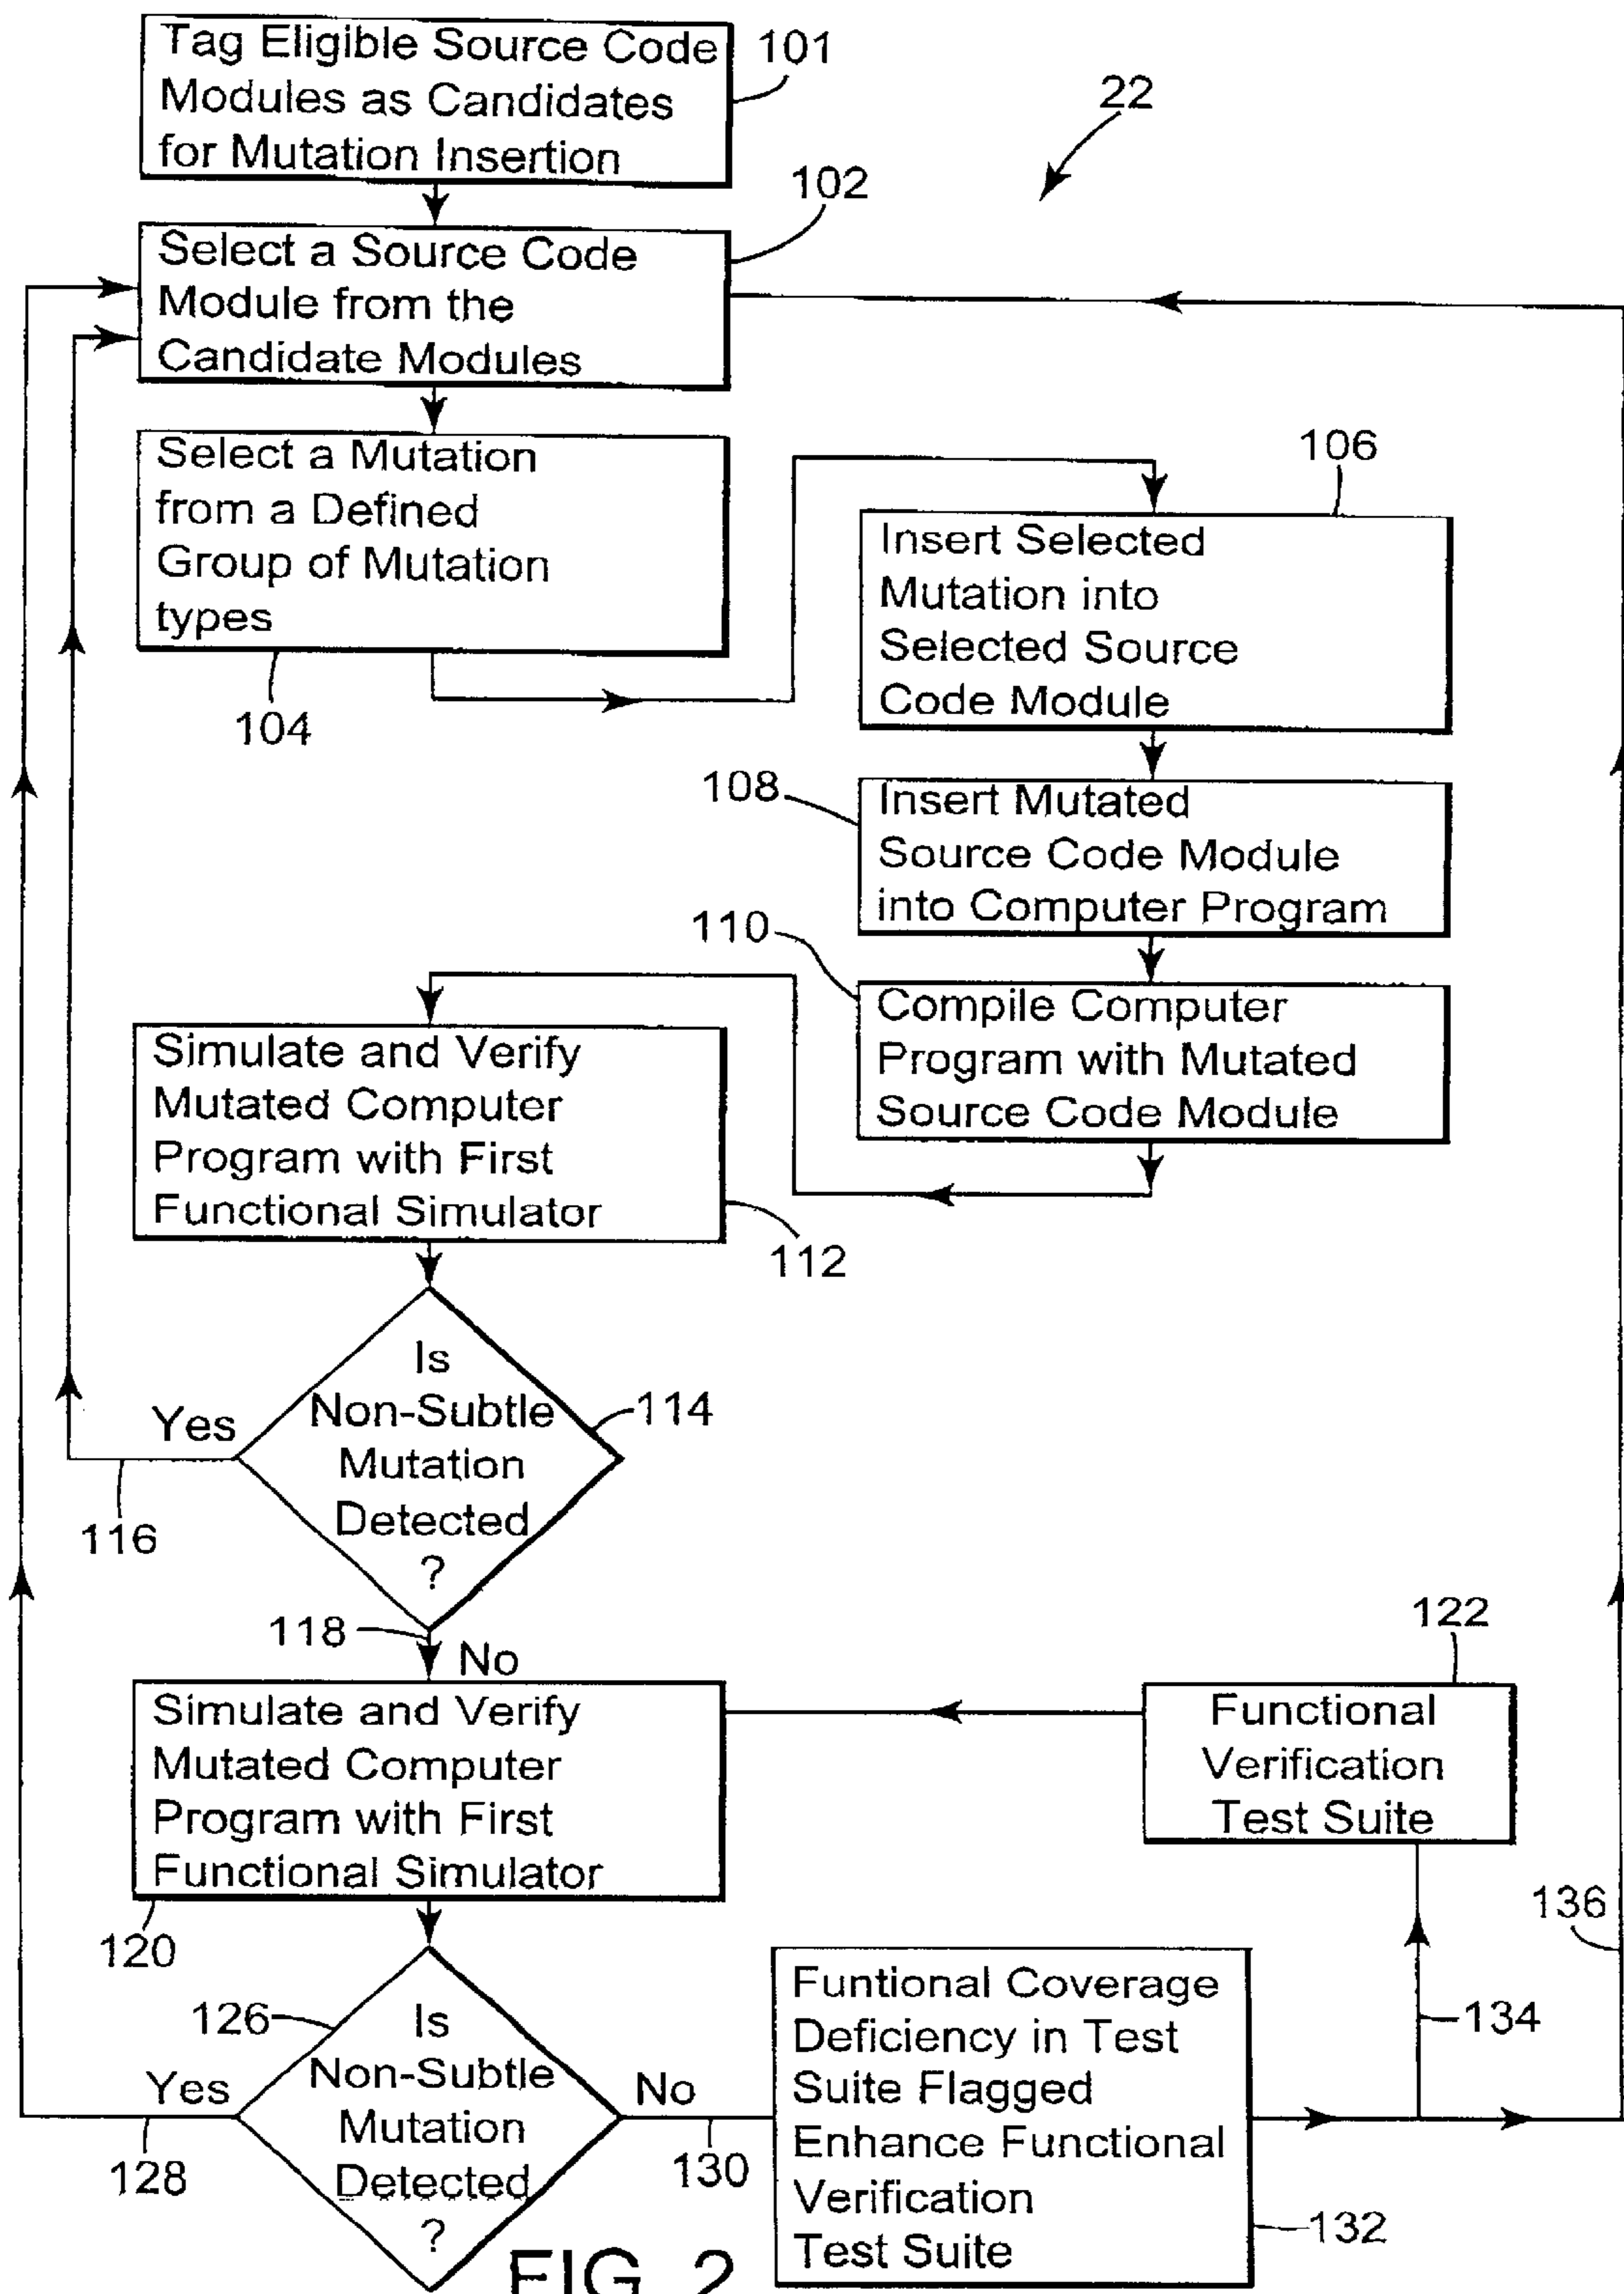 Tag Eligible Source Code
Modules as Candidates
for Mutation Insertion
101
22
102
Select a Source Code
Module from the
Candidate Modules
Select a Mutation
from a Defined
Group of Mutation
types
104
106
Insert Selected
Mutation into
Selected Source
Code Module
108
Insert Mutated
Source Code Module
into Computer Program
110
Compile Computer
Program with Mutated
Source Code Module
Simulate and Verify
Mutated Computer
Program with First
Functional Simulator
112
Is
Non-Subtle
Mutation
Detected
?
114
Yes
116
118
No
Simulate and Verify
Mutated Computer
Program with First
Functional Simulator
120
122
Functional
Verification
Test Suite
126
Is
Non-Subtle
Mutation
Detected
?
Yes
128
No
130
Funtional Coverage
Deficiency in Test
Suite Flagged
Enhance Functional
Verification
Test Suite
132
134
136
FIG. 2